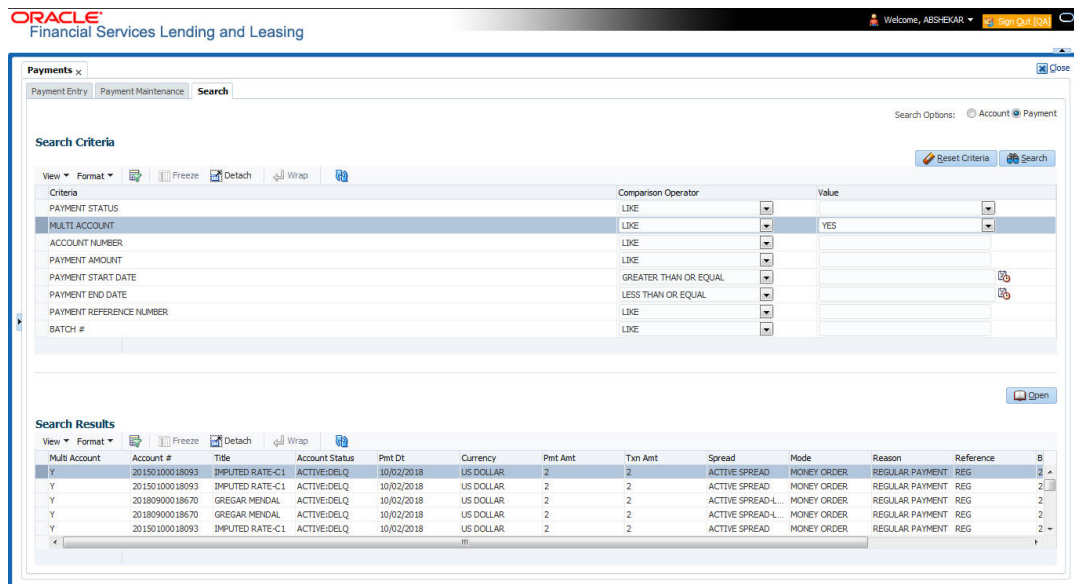 ORACLE®
Financial Services Lending and Leasing
Welcome, ABSHEKAR
Sign Out [QA]
Payments
Close
Payment Entry Payment Maintenance Search
Search Options: Account Payment
Search Criteria
Reset Criteria Search
View Format Freeze Detach Wrap
Criteria Comparison Operator Value
PAYMENT STATUS LIKE
MULTI ACCOUNT LIKE YES
ACCOUNT NUMBER LIKE
PAYMENT AMOUNT LIKE
PAYMENT START DATE GREATER THAN OR EQUAL
PAYMENT END DATE LESS THAN OR EQUAL
PAYMENT REFERENCE NUMBER LIKE
BATCH # LIKE
Open
Search Results
View Format Freeze Detach Wrap
Multi Account Account # Title Account Status Pmt Dt Currency Pmt Amt Txn Amt Spread Mode Reason Reference B
Y 20150100018093 IMPUTED RATE-C1 ACTIVE:DELQ 10/02/2018 US DOLLAR 2 2 ACTIVE SPREAD MONEY ORDER REGULAR PAYMENT REG 2
Y 20150100018093 IMPUTED RATE-C1 ACTIVE:DELQ 10/02/2018 US DOLLAR 2 2 ACTIVE SPREAD MONEY ORDER REGULAR PAYMENT REG 2
Y 20180900018670 GREGAR MENDAL ACTIVE:DELQ 10/02/2018 US DOLLAR 2 2 ACTIVE SPREAD-L... MONEY ORDER REGULAR PAYMENT REG 2
Y 20180900018670 GREGAR MENDAL ACTIVE:DELQ 10/02/2018 US DOLLAR 2 2 ACTIVE SPREAD-L... MONEY ORDER REGULAR PAYMENT REG 2
Y 20150100018093 IMPUTED RATE-C1 ACTIVE:DELQ 10/02/2018 US DOLLAR 2 2 ACTIVE SPREAD MONEY ORDER REGULAR PAYMENT REG 2